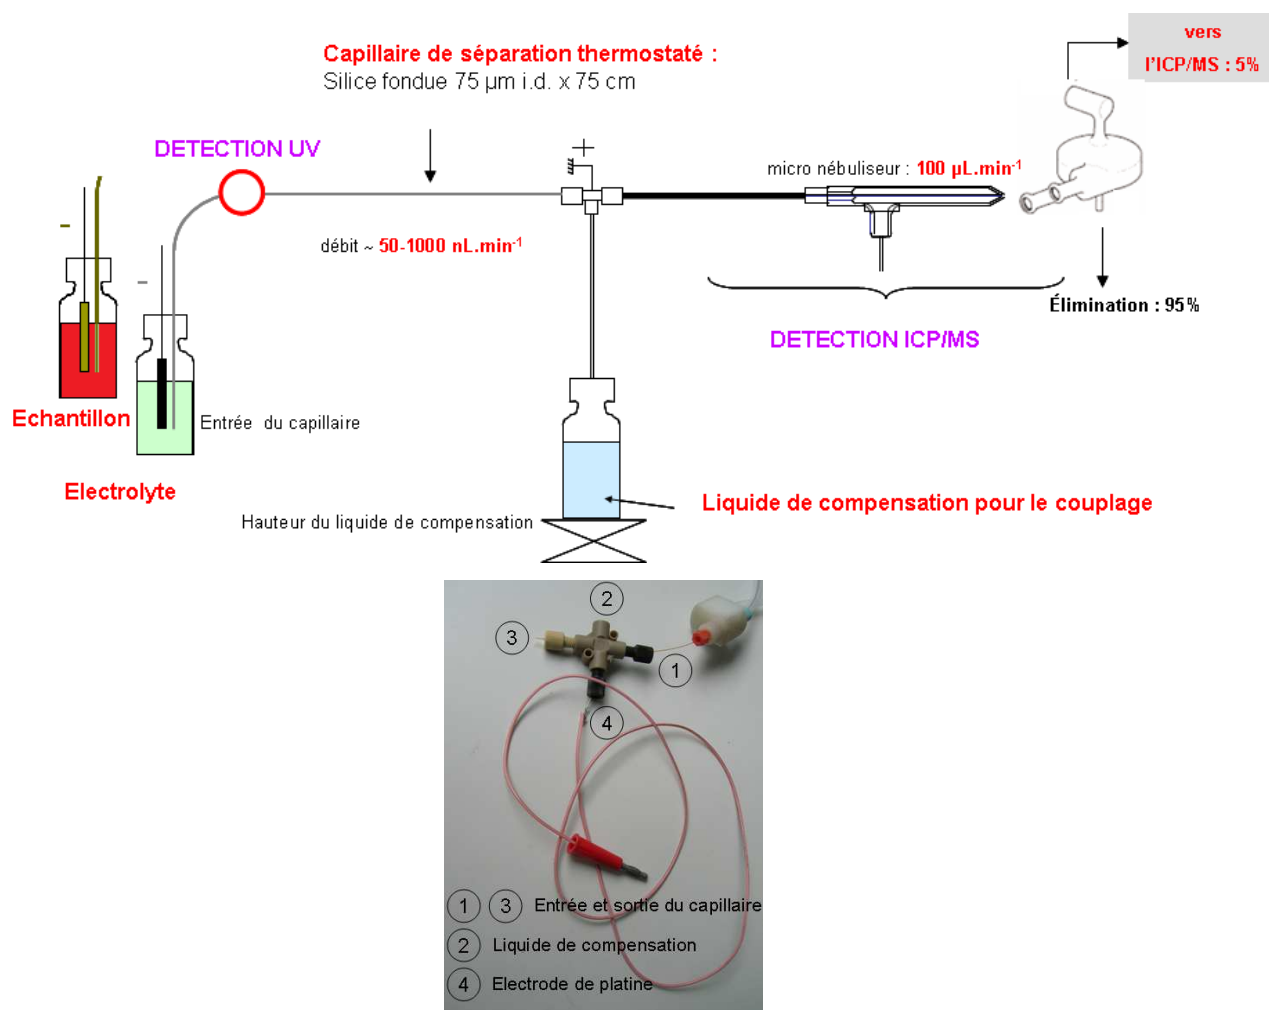 vers
l'ICP/MS : 5%
Capillaire de séparation thermostaté :
Silice fondue 75 µm i.d. x 75 cm
DETECTION UV
+
micro nébuliseur : 100 µL.min-1
débit ~ 50-1000 nL.min-1
–
–
Élimination : 95%
DETECTION ICP/MS
Echantillon
Entrée du capillaire
Electrolyte
Liquide de compensation pour le couplage
Hauteur du liquide de compensation
2
3
1
4
1 3 Entrée et sortie du capillaire
2 Liquide de compensation
4 Electrode de platine